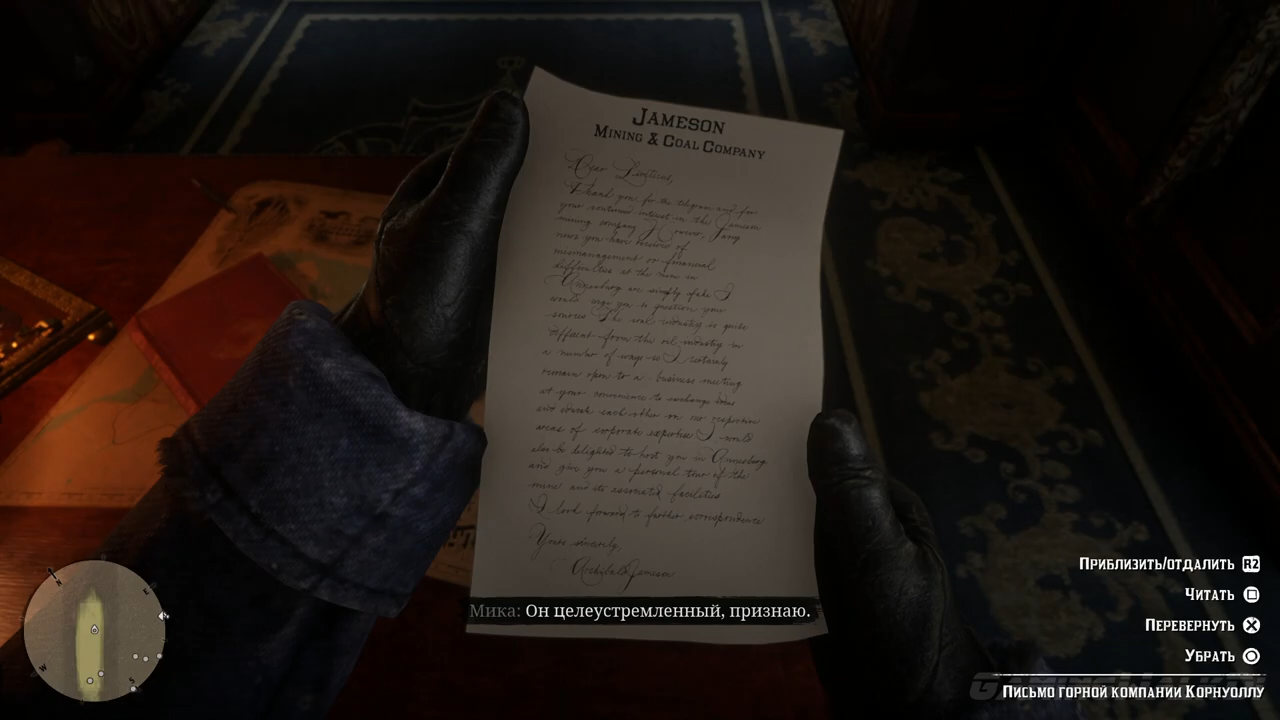 JAMESON
MINING & COAL COMPANY
Dear Leviticus,
Thank you for the telegram and for
your continued interest in the Jameson
mining company. I  any
news you have  of
mismanagement or financial
difficulties at the mine in
Annesburg are simply fake I
would urge you to question your
sources The coal industry is quite
different from the oil industry in
a number of ways so I certainly
remain open to a business meeting
at your convenience to exchange ideas
and  each other on our respective
areas of corporate expertise I would
also be delighted to host you in Annesburg
and give you a personal tour of the
mine and its associated facilities
I look forward to further correspondence
Yours sincerely,
Archibald Jameson
Мика: Он целеустремленный, признаю.
N
E
W
S
Приблизить/отдалить R2
Читать
Перевернуть
Убрать
Письмо горной компании Корнуоллу